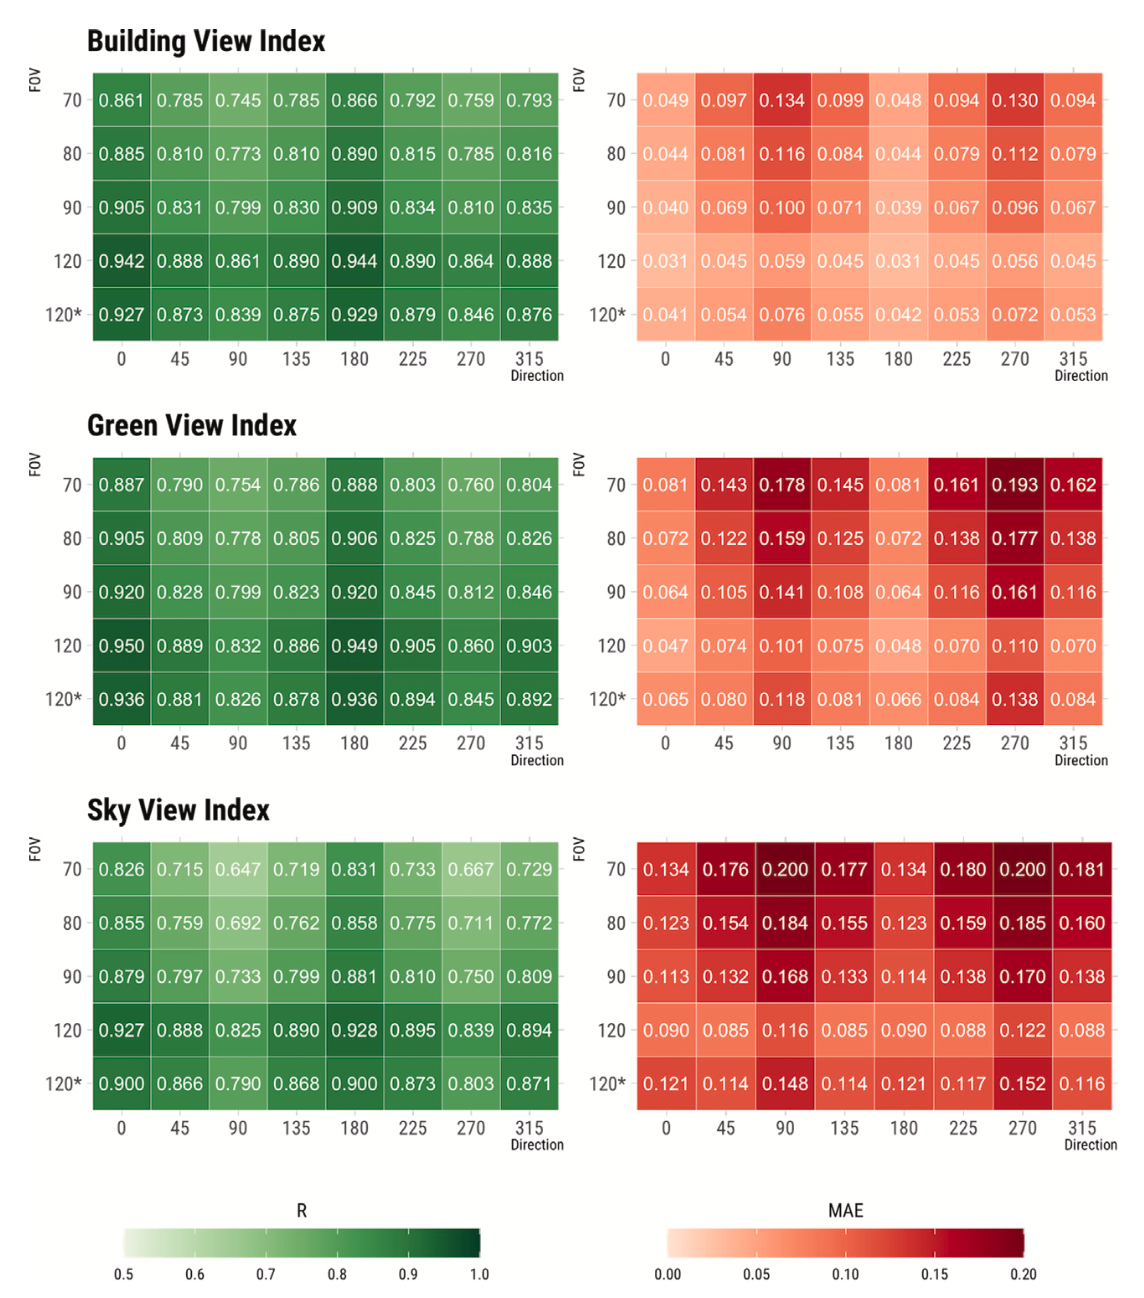 Building View Index
FOV FOV
70 0.861 0.785 0.745 0.785 0.866 0.792 0.759 0.793 70 0.049 0.097 0.134 0.099 0.048 0.094 0.130 0.094
80 0.885 0.810 0.773 0.810 0.890 0.815 0.785 0.816 80 0.044 0.081 0.116 0.084 0.044 0.079 0.112 0.079
90 0.905 0.831 0.799 0.830 0.909 0.834 0.810 0.835 90 0.040 0.069 0.100 0.071 0.039 0.067 0.096 0.067
120 0.942 0.888 0.861 0.890 0.944 0.890 0.864 0.888 120 0.031 0.045 0.059 0.045 0.031 0.045 0.056 0.045
120* 0.927 0.873 0.839 0.875 0.929 0.879 0.846 0.876 120* 0.041 0.054 0.076 0.055 0.042 0.053 0.072 0.053
0 45 90 135 180 225 270 315 0 45 90 135 180 225 270 315
Direction Direction
Green View Index
FOV FOV
70 0.887 0.790 0.754 0.786 0.888 0.803 0.760 0.804 70 0.081 0.143 0.178 0.145 0.081 0.161 0.193 0.162
80 0.905 0.809 0.778 0.805 0.906 0.825 0.788 0.826 80 0.072 0.122 0.159 0.125 0.072 0.138 0.177 0.138
90 0.920 0.828 0.799 0.823 0.920 0.845 0.812 0.846 90 0.064 0.105 0.141 0.108 0.064 0.116 0.161 0.116
120 0.950 0.889 0.832 0.886 0.949 0.905 0.860 0.903 120 0.047 0.074 0.101 0.075 0.048 0.070 0.110 0.070
120* 0.936 0.881 0.826 0.878 0.936 0.894 0.845 0.892 120* 0.065 0.080 0.118 0.081 0.066 0.084 0.138 0.084
0 45 90 135 180 225 270 315 0 45 90 135 180 225 270 315
Direction Direction
Sky View Index
FOV FOV
70 0.826 0.715 0.647 0.719 0.831 0.733 0.667 0.729 70 0.134 0.176 0.200 0.177 0.134 0.180 0.200 0.181
80 0.855 0.759 0.692 0.762 0.858 0.775 0.711 0.772 80 0.123 0.154 0.184 0.155 0.123 0.159 0.185 0.160
90 0.879 0.797 0.733 0.799 0.881 0.810 0.750 0.809 90 0.113 0.132 0.168 0.133 0.114 0.138 0.170 0.138
120 0.927 0.888 0.825 0.890 0.928 0.895 0.839 0.894 120 0.090 0.085 0.116 0.085 0.090 0.088 0.122 0.088
120* 0.900 0.866 0.790 0.868 0.900 0.873 0.803 0.871 120* 0.121 0.114 0.148 0.114 0.121 0.117 0.152 0.116
0 45 90 135 180 225 270 315 0 45 90 135 180 225 270 315
Direction Direction
R MAE
0.5 0.6 0.7 0.8 0.9 1.0 0.00 0.05 0.10 0.15 0.20